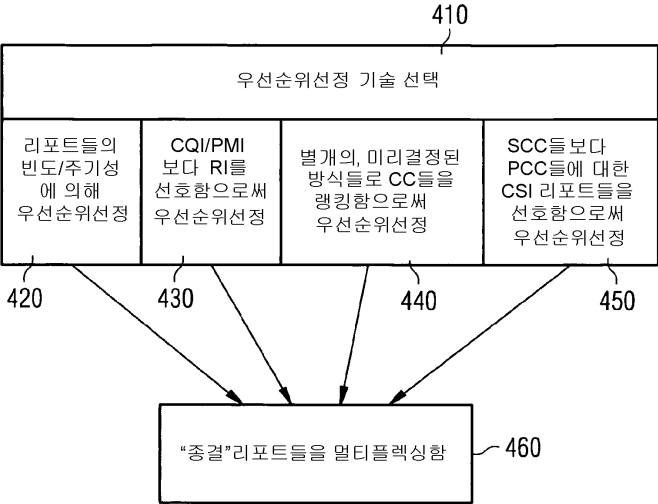 410
우선순위선정 기술 선택
리포트들의
빈도/주기성
에 의해
우선순위선정
CQI/PMI
보다 RI를
선호함으로써
우선순위선정
별개의, 미리결정된
방식들로 CC들을
랭킹함으로써
우선순위선정
SCC들보다
PCC들에 대한
CSI 리포트들을
선호함으로써
우선순위선정
420
430
440
450
“종결”리포트들을 멀티플렉싱함
460